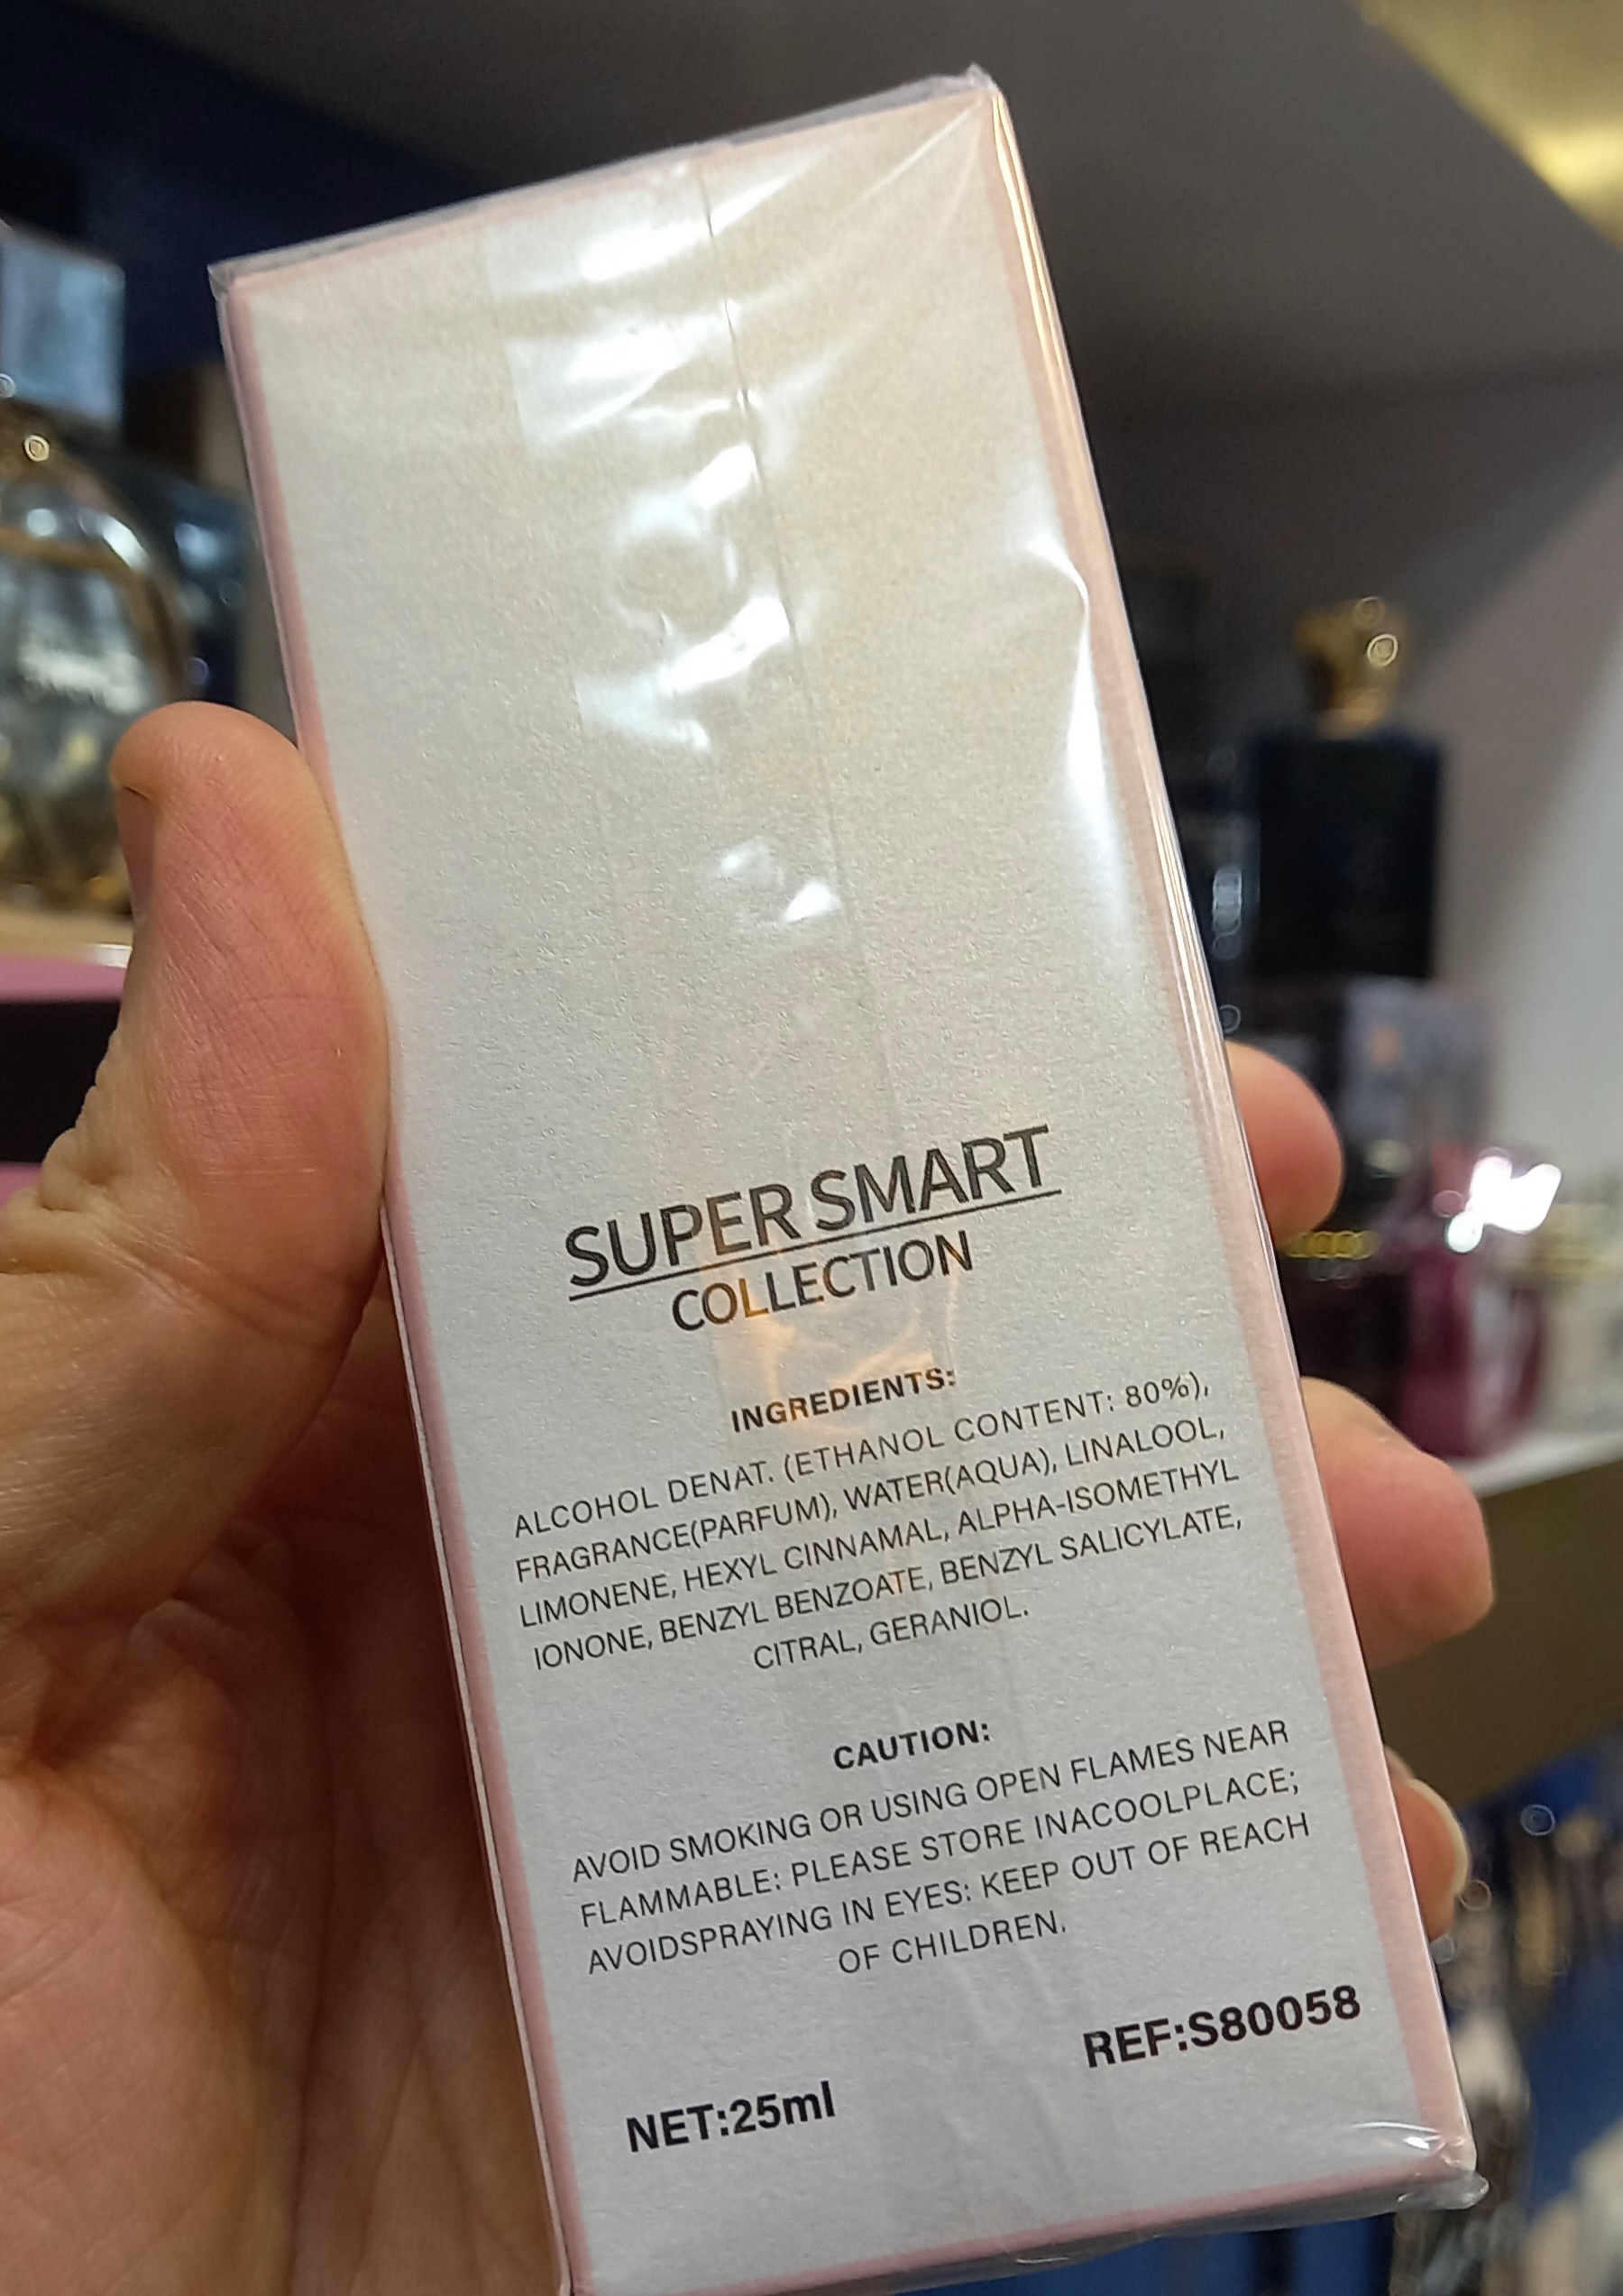 SUPER SMART
COLLECTION
INGREDIENTS:
ALCOHOL DENAT. (ETHANOL CONTENT: 80%),
FRAGRANCE(PARFUM), WATER(AQUA), LINALOOL,
LIMONENE, HEXYL CINNAMAL, ALPHA-ISOMETHYL
IONONE, BENZYL BENZOATE, BENZYL SALICYLATE,
CITRAL, GERANIOL.
CAUTION:
AVOID SMOKING OR USING OPEN FLAMES NEAR
FLAMMABLE: PLEASE STORE INACOOLPLACE;
AVOIDSPRAYING IN EYES: KEEP OUT OF REACH
OF CHILDREN.
REF:S80058
NET:25ml